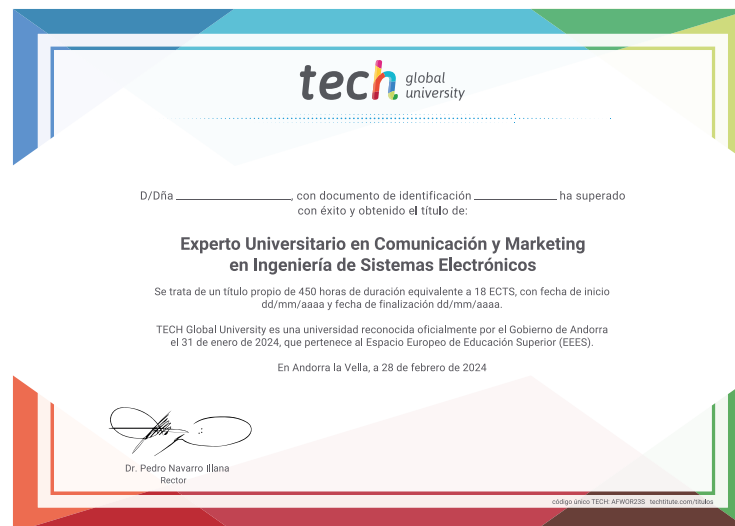 tech global
university
D/Dña ______________, con documento de identificación __________ ha superado
con éxito y obtenido el título de:
Experto Universitario en Comunicación y Marketing
en Ingeniería de Sistemas Electrónicos
Se trata de un título propio de 450 horas de duración equivalente a 18 ECTS, con fecha de inicio
dd/mm/aaaa y fecha de finalización dd/mm/aaaa.
TECH Global University es una universidad reconocida oficialmente por el Gobierno de Andorra
el 31 de enero de 2024, que pertenece al Espacio Europeo de Educación Superior (EEES).
En Andorra la Vella, a 28 de febrero de 2024
Dr. Pedro Navarro Illana
Rector
código único TECH: AFWOR23S techtitute.com/titulos